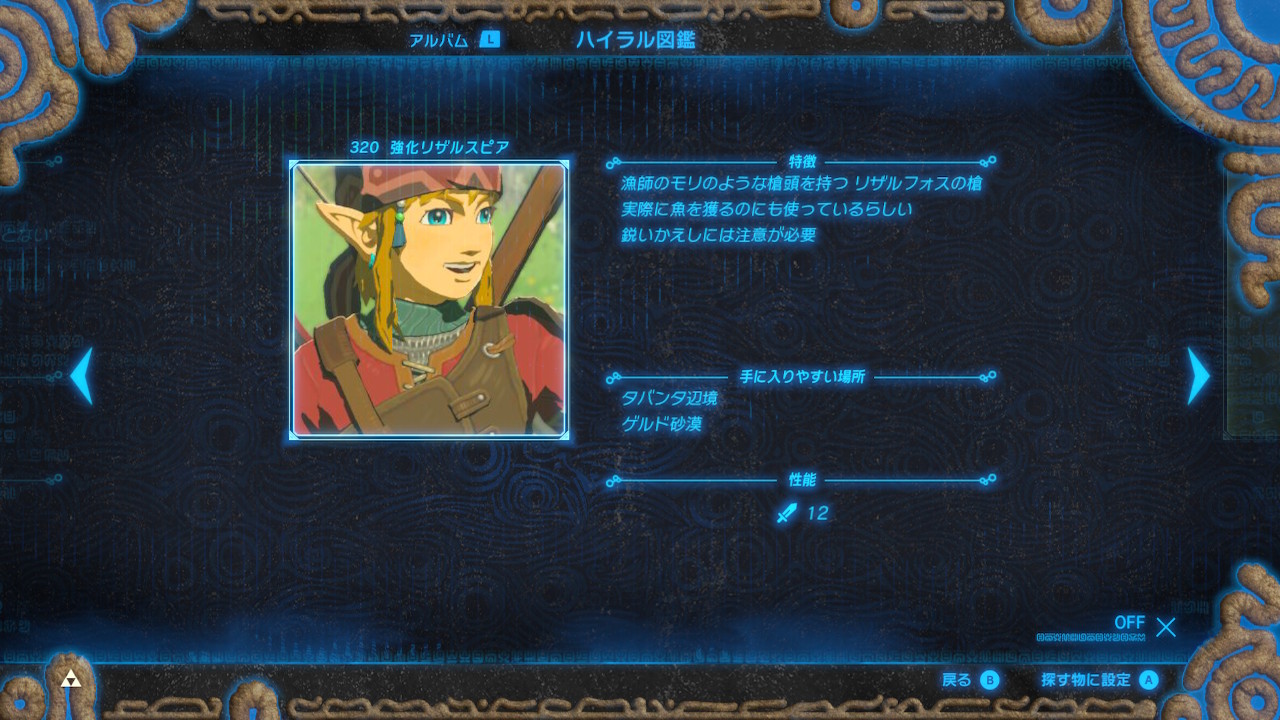 アルバム L
ハイラル図鑑
320 強化リザルスピア
特徴
漁師のモリのような槍頭を持つ リザルフォスの槍
実際に魚を獲るのにも使っているらしい
鋭いかえしには注意が必要
手に入りやすい場所
タバンタ辺境
ゲルド砂漠
性能
12
OFF
戻る B
探す物に設定 A